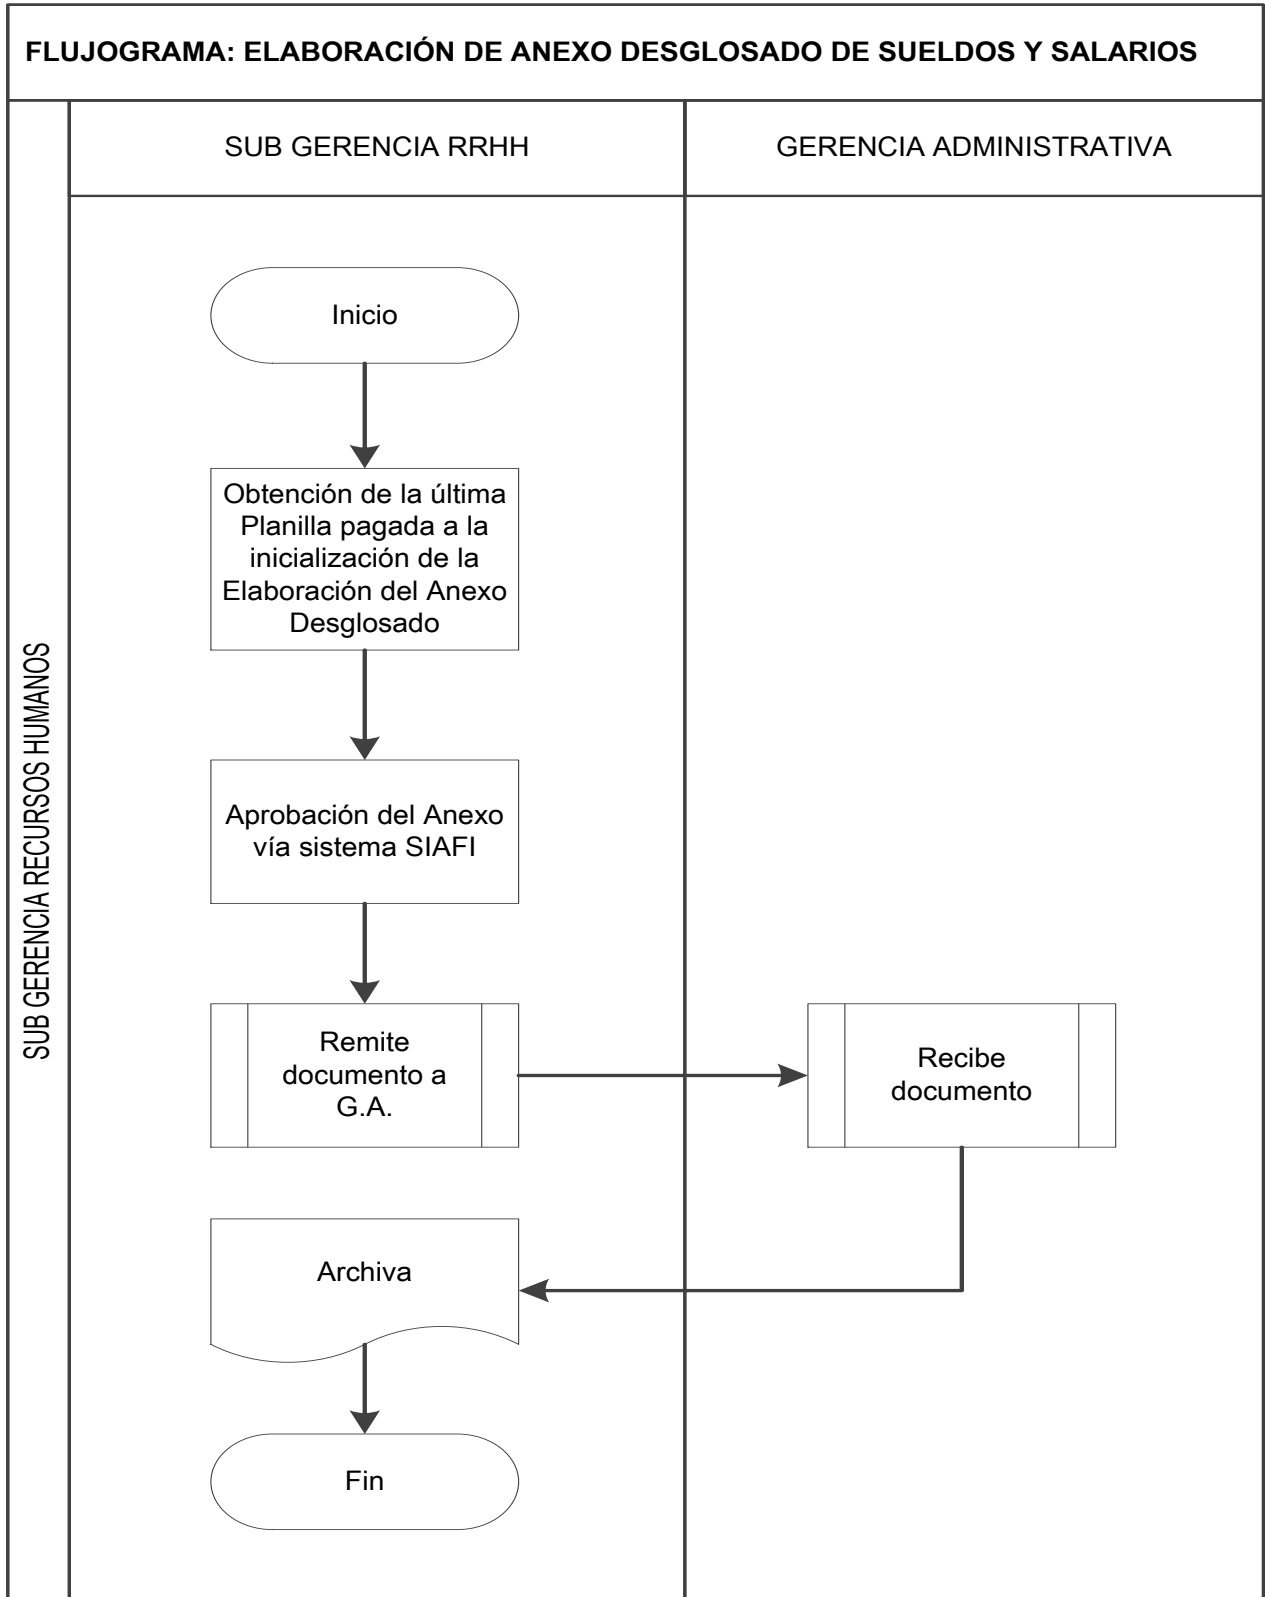 FLUJOGRAMA: ELABORACIÓN DE ANEXO DESGLOSADO DE SUELDOS Y SALARIOS
SUB GERENCIA RRHH
GERENCIA ADMINISTRATIVA
SUB GERENCIA RECURSOS HUMANOS
Inicio
Obtención de la última
Planilla pagada a la
inicialización de la
Elaboración del Anexo
Desglosado
Aprobación del Anexo
vía sistema SIAFI
Remite
documento a
G.A.
Recibe
documento
Archiva
Fin